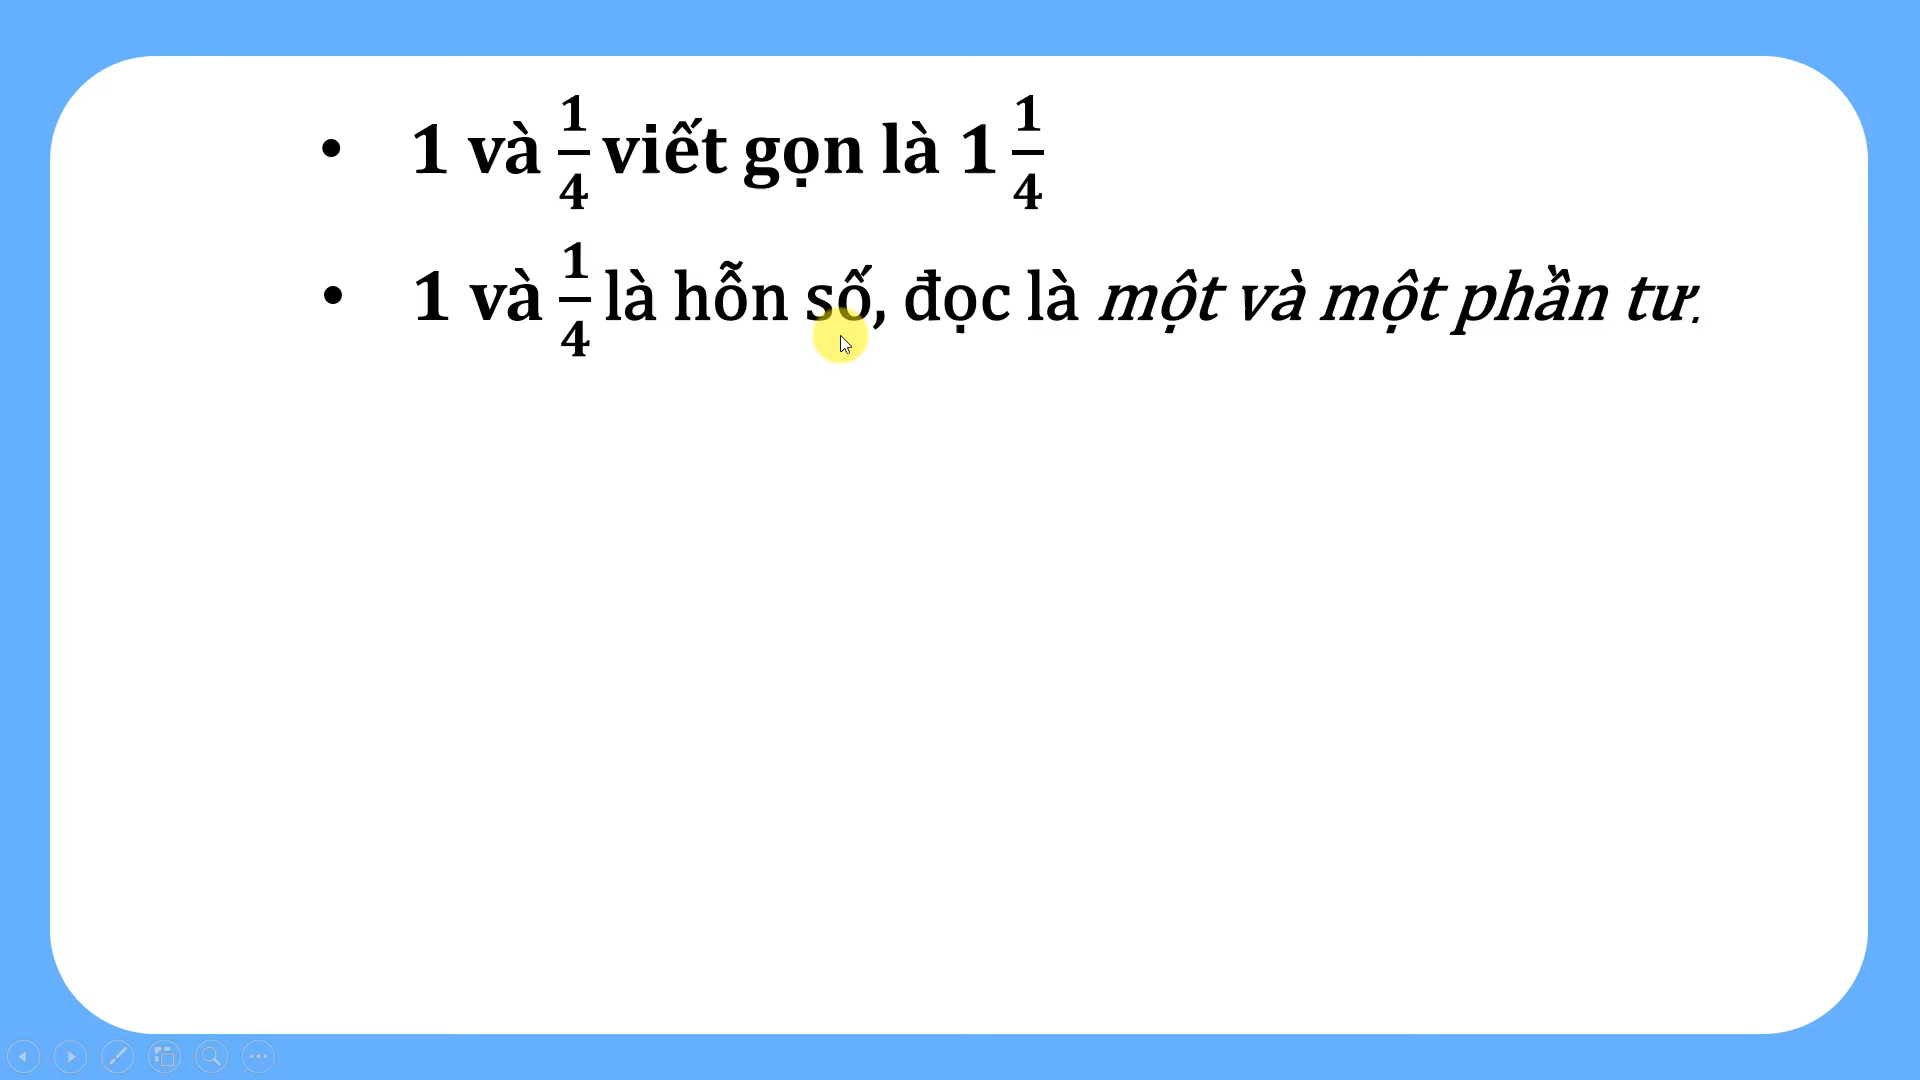 • 1 và 1/4 viết gọn là 1 1/4
• 1 và 1/4 là hỗn số, đọc là một và một phần tư.